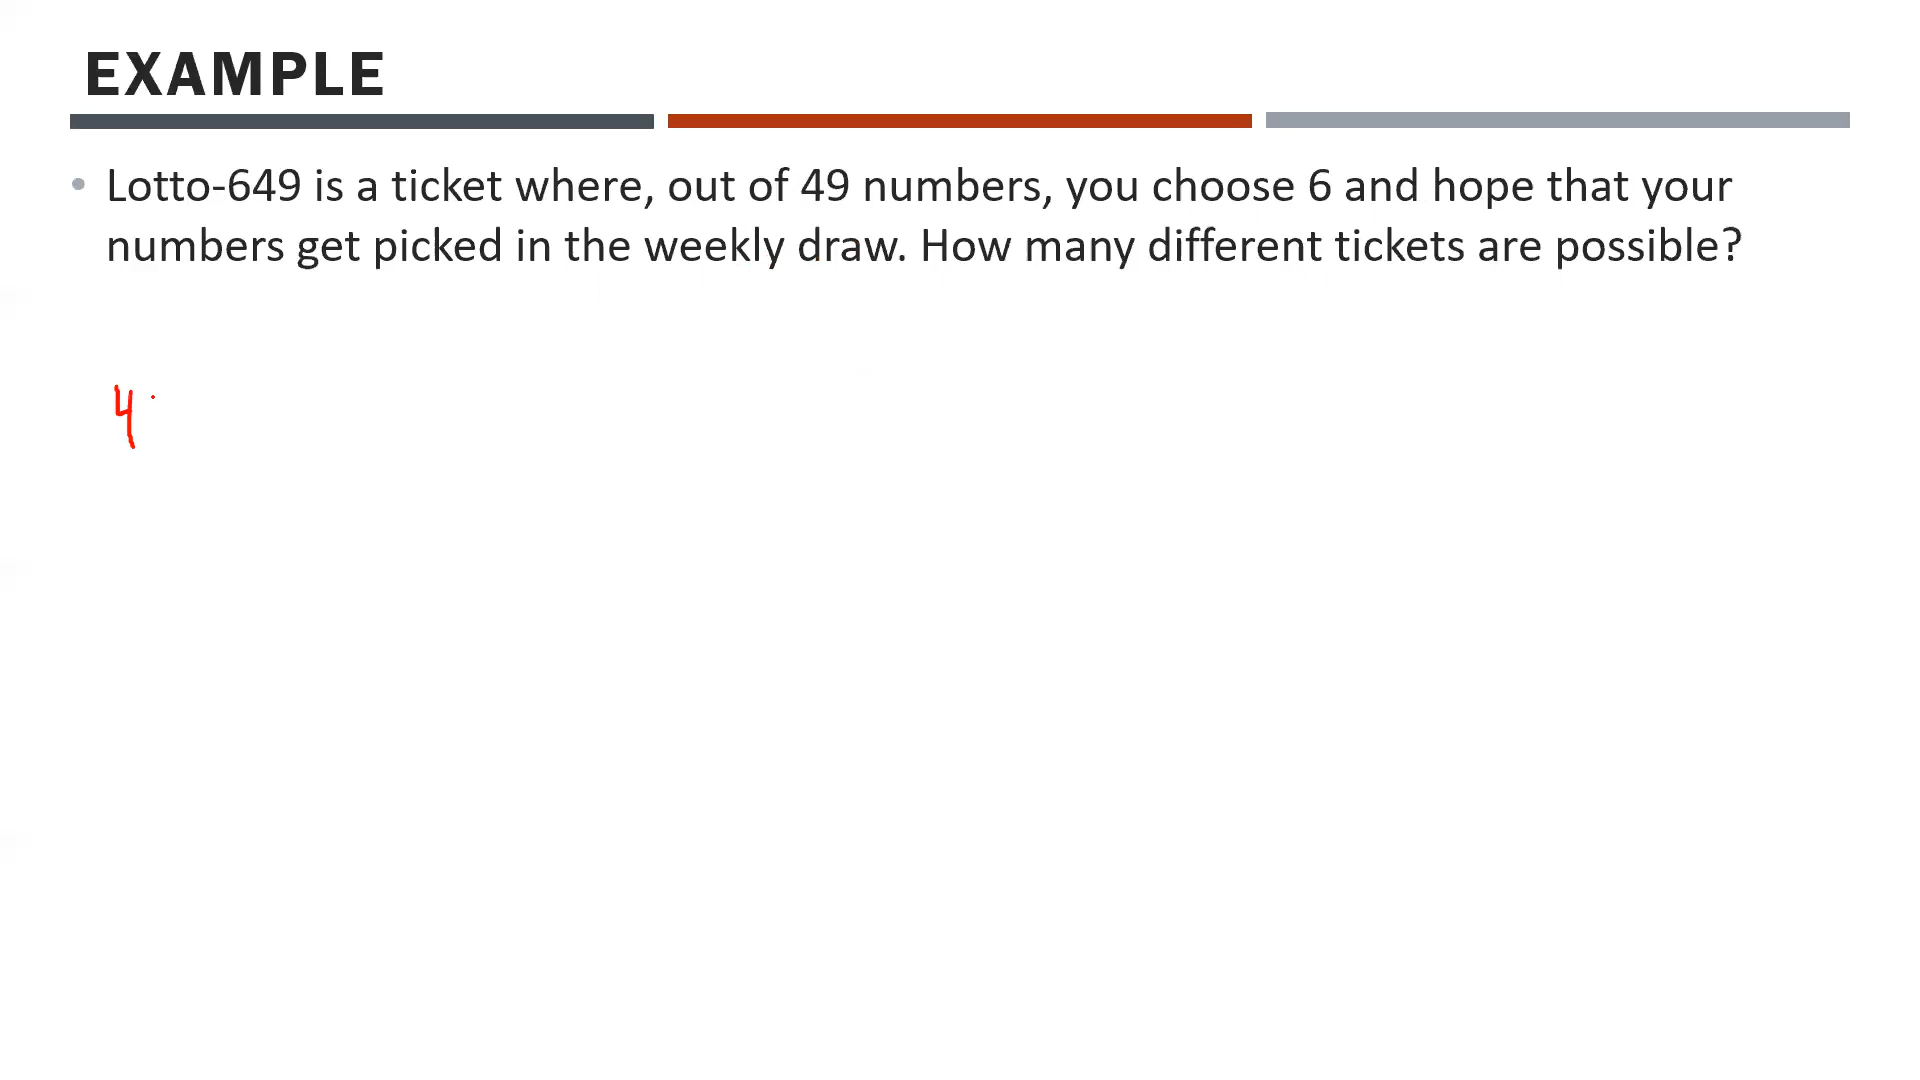 EXAMPLE
• Lotto-649 is a ticket where, out of 49 numbers, you choose 6 and hope that your
numbers get picked in the weekly draw. How many different tickets are possible?
4